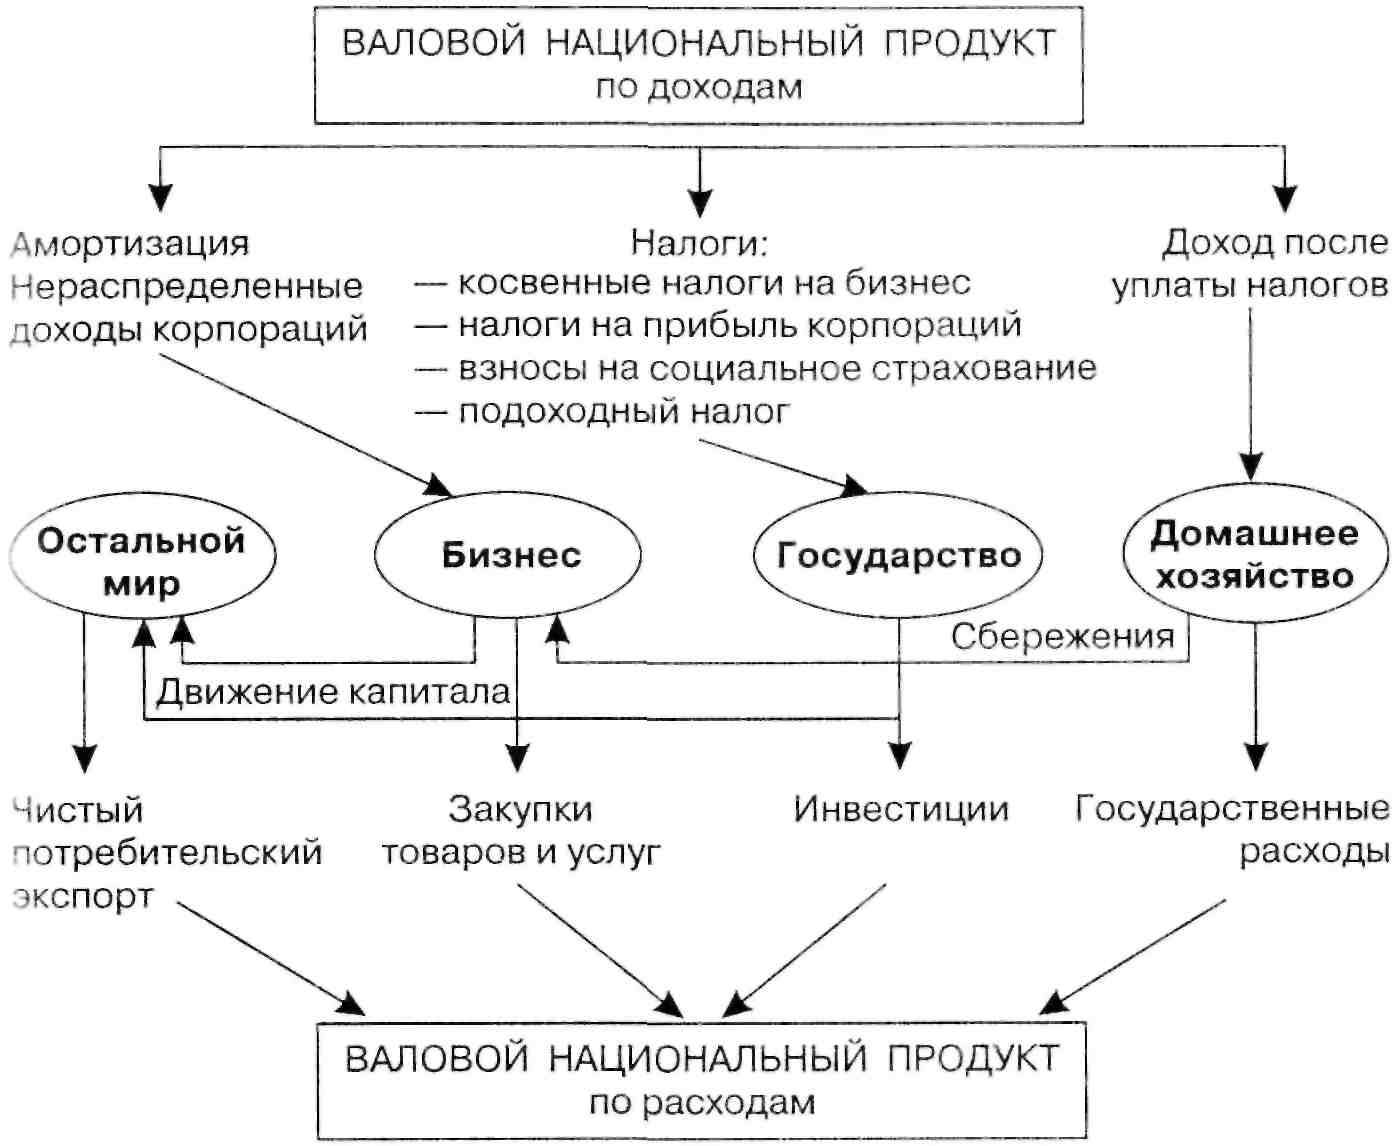 ВАЛОВОЙ НАЦИОНАЛЬНЫЙ ПРОДУКТ
по доходам
Амортизация
Нераспределенные
доходы корпораций
Налоги:
— косвенные налоги на бизнес
— налоги на прибыль корпораций
— взносы на социальное страхование
— подоходный налог
Доход после
уплаты налогов
Остальной
мир
Бизнес
Государство
Домашнее
хозяйство
Сбережения
Движение капитала
Чистый
потребительский
экспорт
Закупки
товаров и услуг
Инвестиции
Государственные
расходы
ВАЛОВОЙ НАЦИОНАЛЬНЫЙ ПРОДУКТ
по расходам